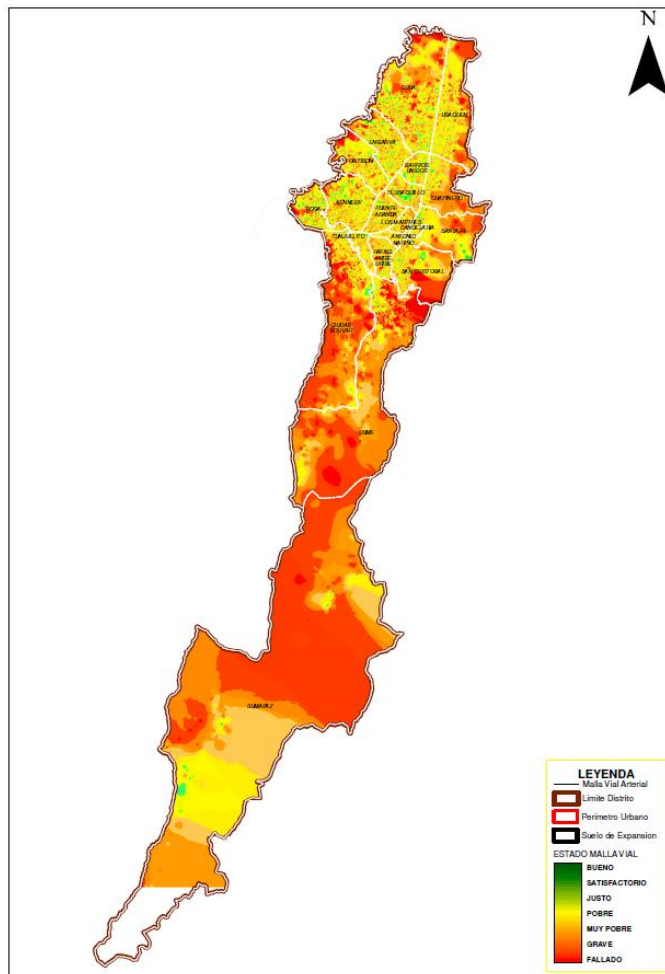 N
SUBA
USAQUEN
ENGATIVA
BARRIOS
UNIDOS
FONTIBON
TEUSAQUILLO
CHAPINERO
KENNEDY
PUENTE
ARANDA
BOSA
LOS MARTIRES
CANDELARIA
SANTA FE
TUNJUELITO
ANTONIO
NARIÑO
RAFAEL
URIBE
URIBE
SAN CRISTOBAL
CIUDAD
BOLIVAR
USME
SUMAPAZ
LEYENDA
Malla Vial Arterial
Limite Distrito
Perimetro Urbano
Suelo de Expansion
ESTADO MALLA VIAL
BUENO
SATISFACTORIO
JUSTO
POBRE
MUY POBRE
GRAVE
FALLADO